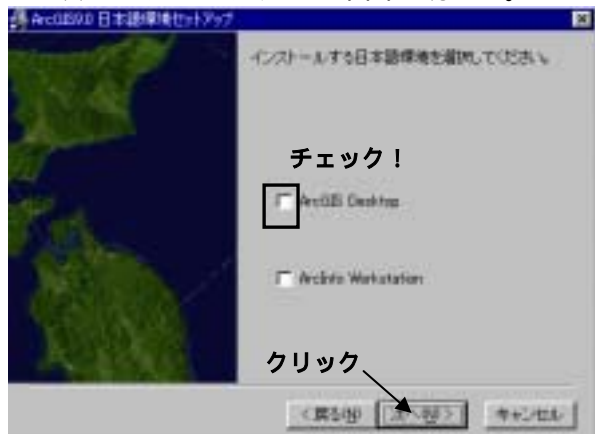 ArcGIS9.0 日本語環境セットアップ
インストールする日本語環境を選択してください。
チェック！
ArcGIS Desktop
ArcInfo Workstation
クリック
< 戻る(B) 次へ(N) > キャンセル